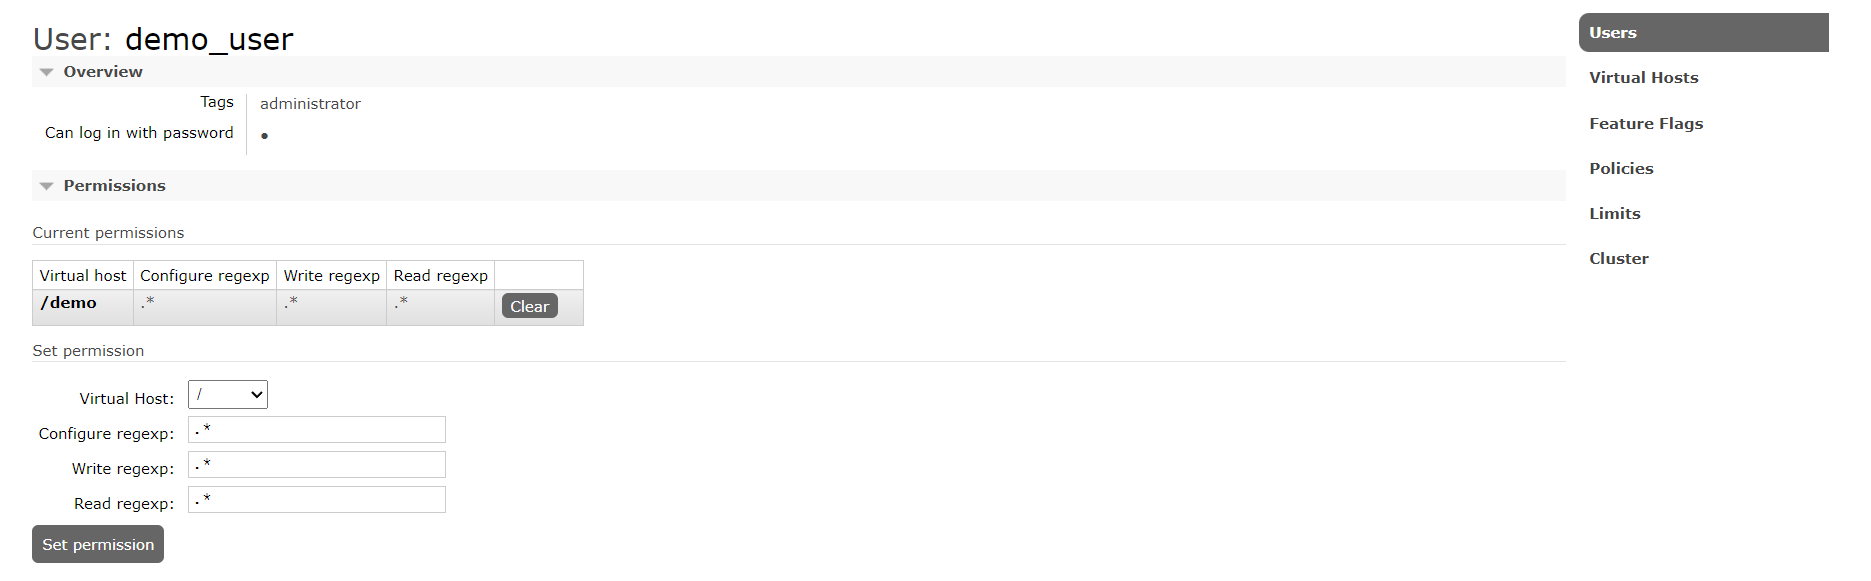 User: demo_user
Overview
Tags administrator
Can log in with password ●
Permissions
Current permissions
Virtual host Configure regexp Write regexp Read regexp
/demo .* .* .* Clear
Set permission
Virtual Host: /
Configure regexp: .*
Write regexp: .*
Read regexp: .*
Set permission
Users
Virtual Hosts
Feature Flags
Policies
Limits
Cluster